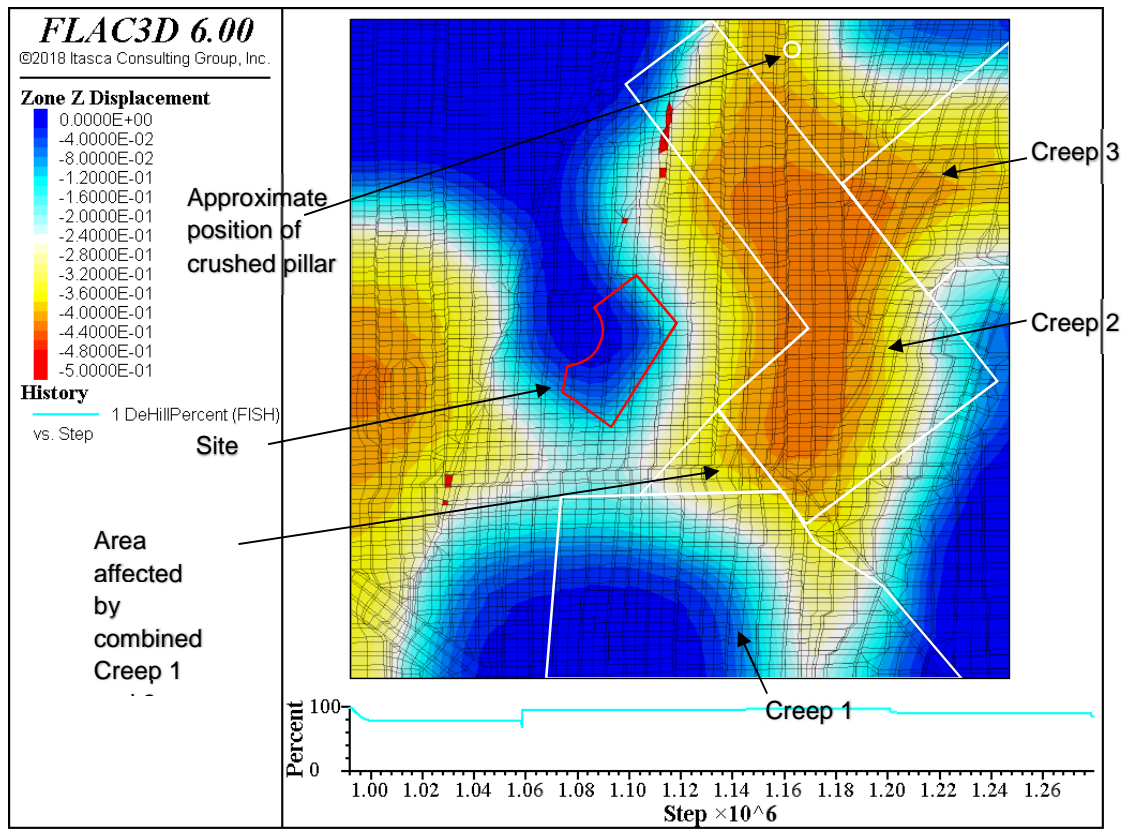 FLAC3D 6.00
©2018 Itasca Consulting Group, Inc.
Zone Z Displacement
0.0000E+00
-4.0000E-02
-8.0000E-02
-1.2000E-01
-1.6000E-01
-2.0000E-01
-2.4000E-01
-2.8000E-01
-3.2000E-01
-3.6000E-01
-4.0000E-01
-4.4000E-01
-4.8000E-01
-5.0000E-01
History
1 DeHillPercent (FISH)
vs. Step
Approximate
position of
crushed pillar
Site
Area
affected
by
combined
Creep 1
Creep 3
Creep 2
Creep 1
Percent
100
0
1.00 1.02 1.04 1.06 1.08 1.10 1.12 1.14 1.16 1.18 1.20 1.22 1.24 1.26
Step ×10^6